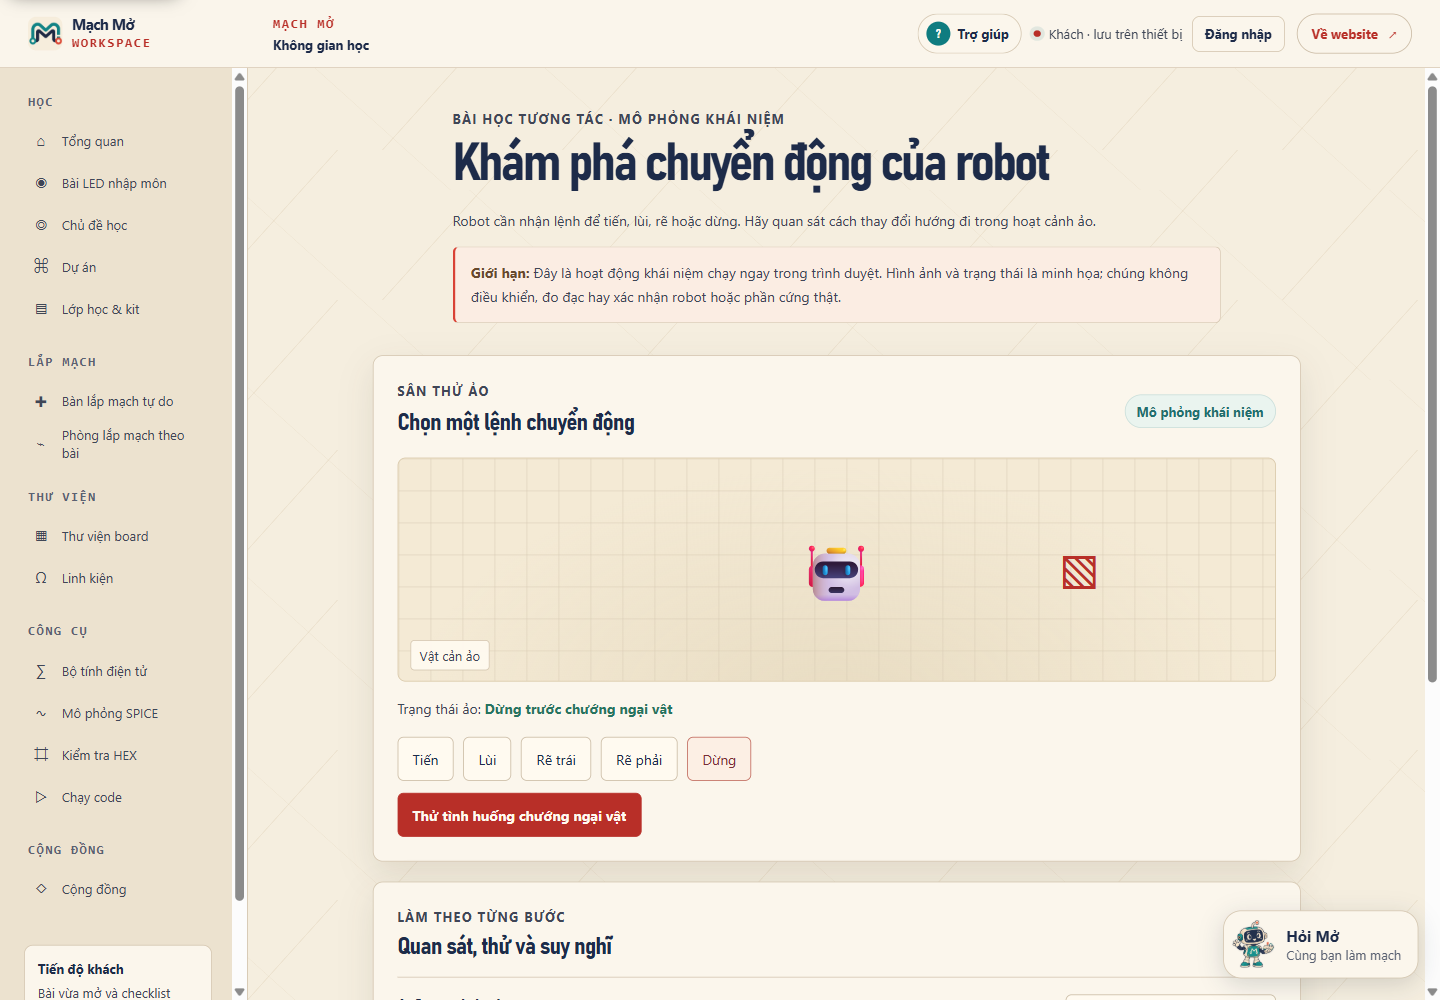 Mạch Mở
WORKSPACE
MẠCH MỞ
Không gian học
? Trợ giúp
Khách · lưu trên thiết bị
Đăng nhập
Về website ↗
HỌC
Tổng quan
Bài LED nhập môn
Chủ đề học
Dự án
Lớp học & kit
LẮP MẠCH
Bàn lắp mạch tự do
Phòng lắp mạch theo
bài
THƯ VIỆN
Thư viện board
Linh kiện
CÔNG CỤ
Bộ tính điện tử
Mô phỏng SPICE
Kiểm tra HEX
Chạy code
CỘNG ĐỒNG
Cộng đồng
Tiến độ khách
Bài vừa mở và checklist
BÀI HỌC TƯƠNG TÁC · MÔ PHỎNG KHÁI NIỆM
Khám phá chuyển động của robot
Robot cần nhận lệnh để tiến, lùi, rẽ hoặc dừng. Hãy quan sát cách thay đổi hướng đi trong hoạt cảnh ảo.
Giới hạn: Đây là hoạt động khái niệm chạy ngay trong trình duyệt. Hình ảnh và trạng thái là minh họa; chúng không
điều khiển, đo đạc hay xác nhận robot hoặc phần cứng thật.
SÂN THỬ ẢO
Chọn một lệnh chuyển động
Mô phỏng khái niệm
Vật cản ảo
Trạng thái ảo: Dừng trước chướng ngại vật
Tiến
Lùi
Rẽ trái
Rẽ phải
Dừng
Thử tình huống chướng ngại vật
LÀM THEO TỪNG BƯỚC
Quan sát, thử và suy nghĩ
Hỏi Mở
Cùng bạn làm mạch